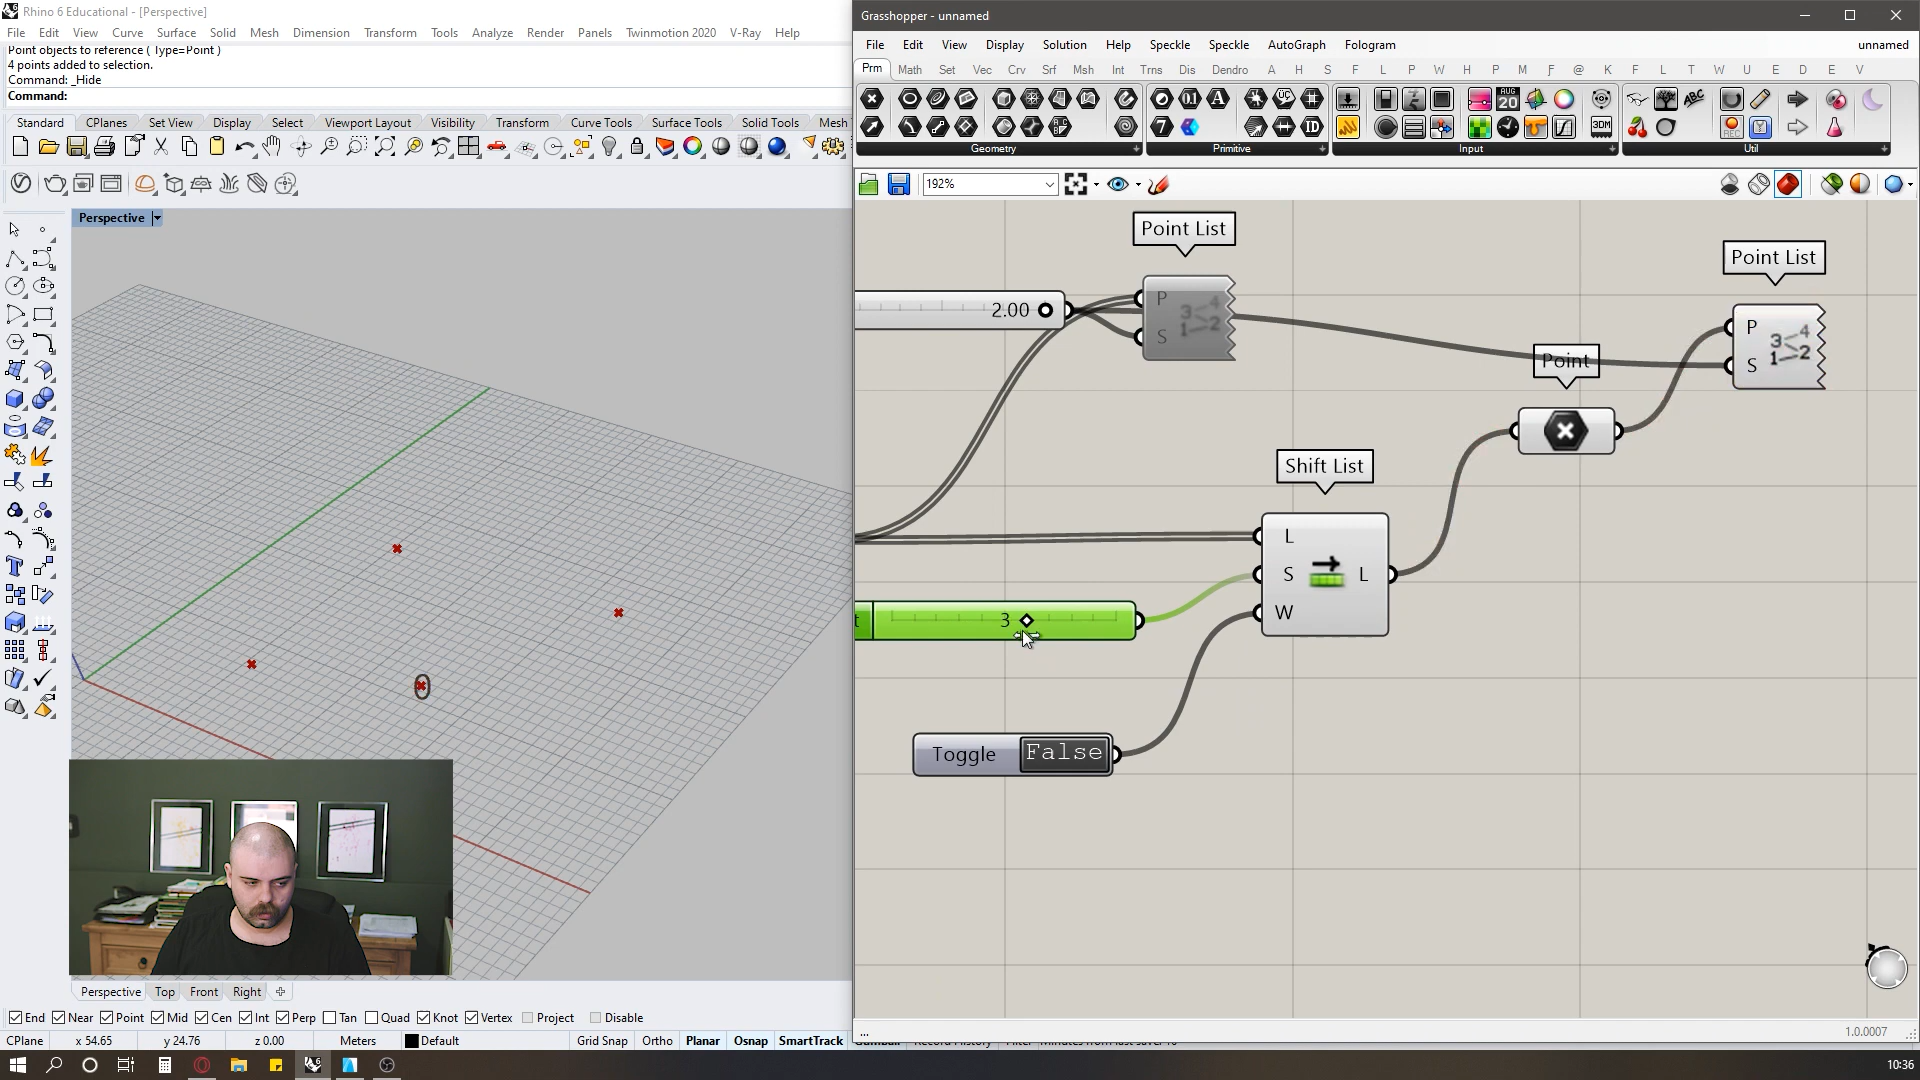 Rhino 6 Educational - [Perspective]
File Edit View Curve Surface Solid Mesh Dimension Transform Tools Analyze Render Panels Twinmotion 2020 V-Ray Help
Point objects to reference ( Type=Point )
4 points added to selection.
Command: _Hide
Command:
Standard CPlanes Set View Display Select Viewport Layout Visibility Transform Curve Tools Surface Tools Solid Tools Mesh
Perspective
0
Perspective Top Front Right
End Near Point Mid Cen Int Perp Tan Quad Knot Vertex Project Disable
CPlane x 54.65 y 24.76 z 0.00 Meters Default Grid Snap Ortho Planar Osnap SmartTrack
Grasshopper - unnamed
File Edit View Display Solution Help Speckle Speckle AutoGraph Fologram unnamed
Prm Math Set Vec Crv Srf Msh Int Trns Dis Dendro A H S F L P W H P M F @ K F L T W U E D E V
Geometry Primitive Input Util
192%
Point List
Point List
2.00
P
S
P
S
Point
Shift List
L
S L
W
t 3
Toggle False
...
1.0.0007
10:36